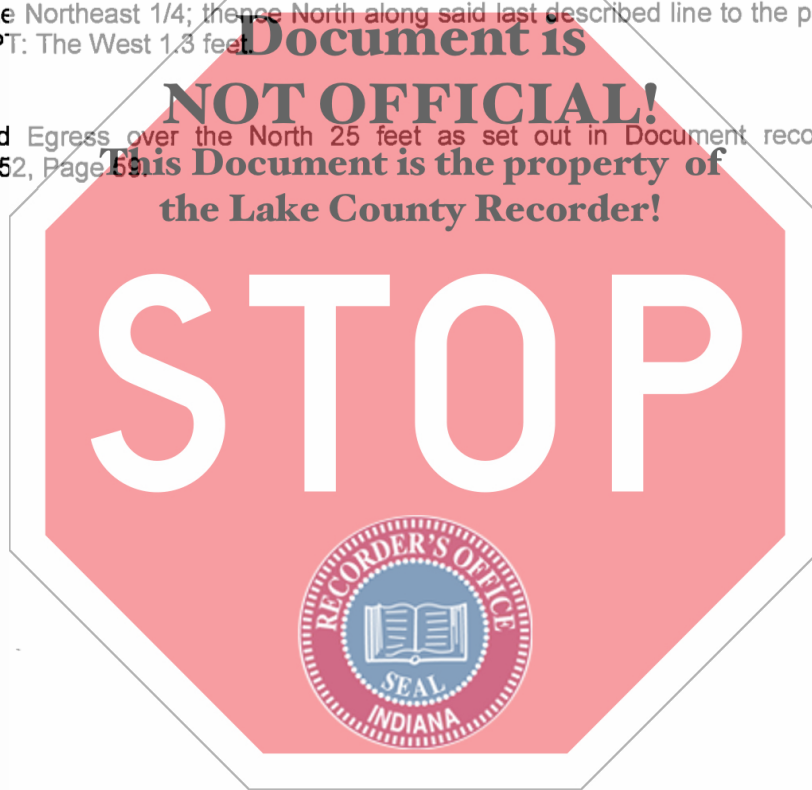 e Northeast 1/4; thence North along said last described line to the p
T: The West 1.3 feet.
Document is
NOT OFFICIAL!
d Egress over the North 25 feet as set out in Document reco
52, Page 59.
This Document is the property of
the Lake County Recorder!
STOP
RECORDER'S OFFICE
SEAL
INDIANA